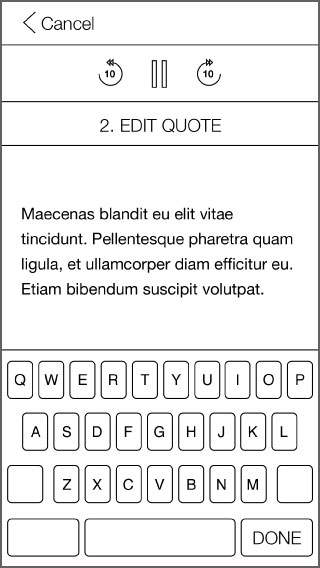 Cancel
10 10
2. EDIT QUOTE
Maecenas blandit eu elit vitae
tincidunt. Pellentesque pharetra quam
ligula, et ullamcorper diam efficitur eu.
Etiam bibendum suscipit volutpat.
Q W E R T Y U I O P
A S D F G H J K L
Z X C V B N M
DONE